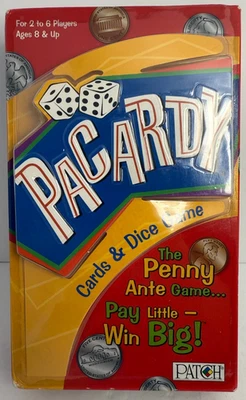 For 2 to 6 Players
Ages 8 & Up
PACARDY
Cards & Dice Game
The
Penny
Ante Game...
Pay Little –
Win Big!
PATCH